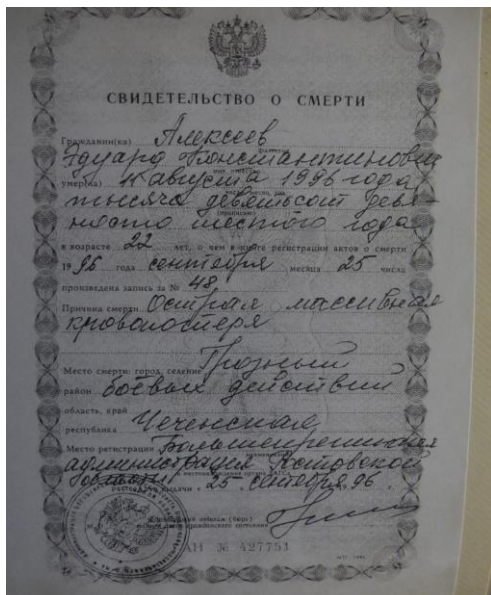 СВИДЕТЕЛЬСТВО О СМЕРТИ
Гражданин(ка) Алексеев
Эдуард Константинович
умер(ла) августа 1996 года
тысяча девятьсот девя-
носто шестого года
(прописью)
в возрасте 22 лет, о чем в книге регистрации актов о смерти
19 96 года сентября месяца 25 числа
произведена запись за № 48
Причина смерти Острая массивная
кровопотеря
Место смерти: город, селение Грозный
район боевых действий
область, край
республика Чеченская
Место регистрации
администрация Ростовской
области
выдачи 25 сентября 96
АН № 427751